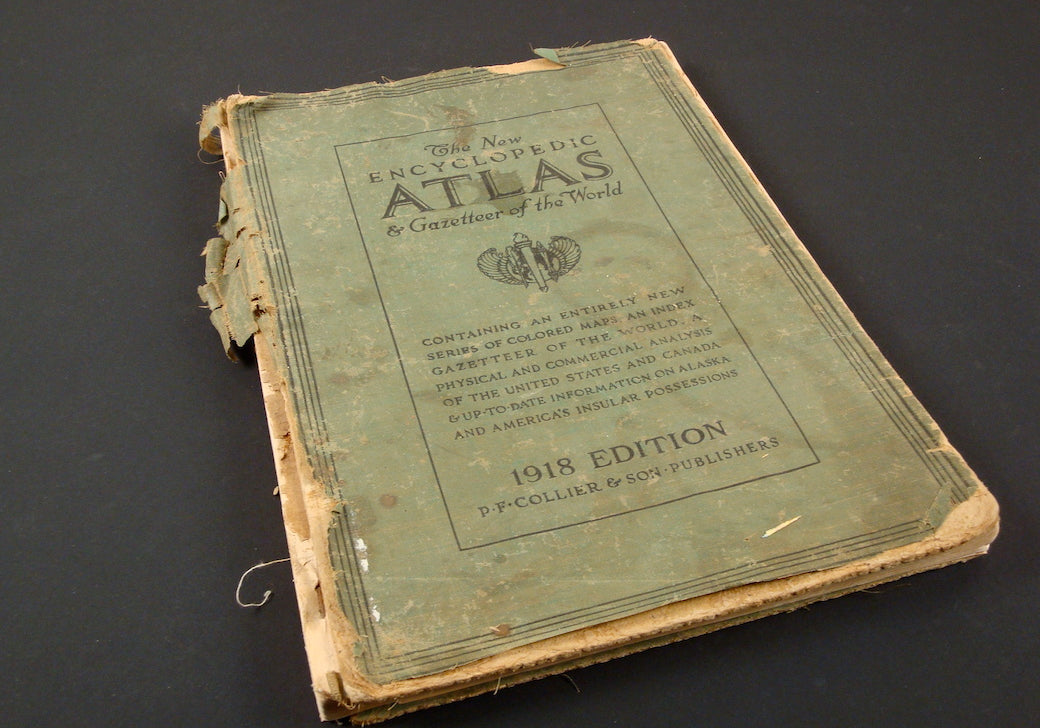 The New
ENCYCLOPEDIC
ATLAS
& Gazetteer of the World
CONTAINING AN ENTIRELY NEW
SERIES OF COLORED MAPS, AN INDEX
GAZETTEER OF THE WORLD, A
PHYSICAL AND COMMERCIAL ANALYSIS
OF THE UNITED STATES AND CANADA
& UP-TO-DATE INFORMATION ON ALASKA
AND AMERICA'S INSULAR POSSESSIONS
1918 EDITION
P·F·COLLIER & SON·PUBLISHERS